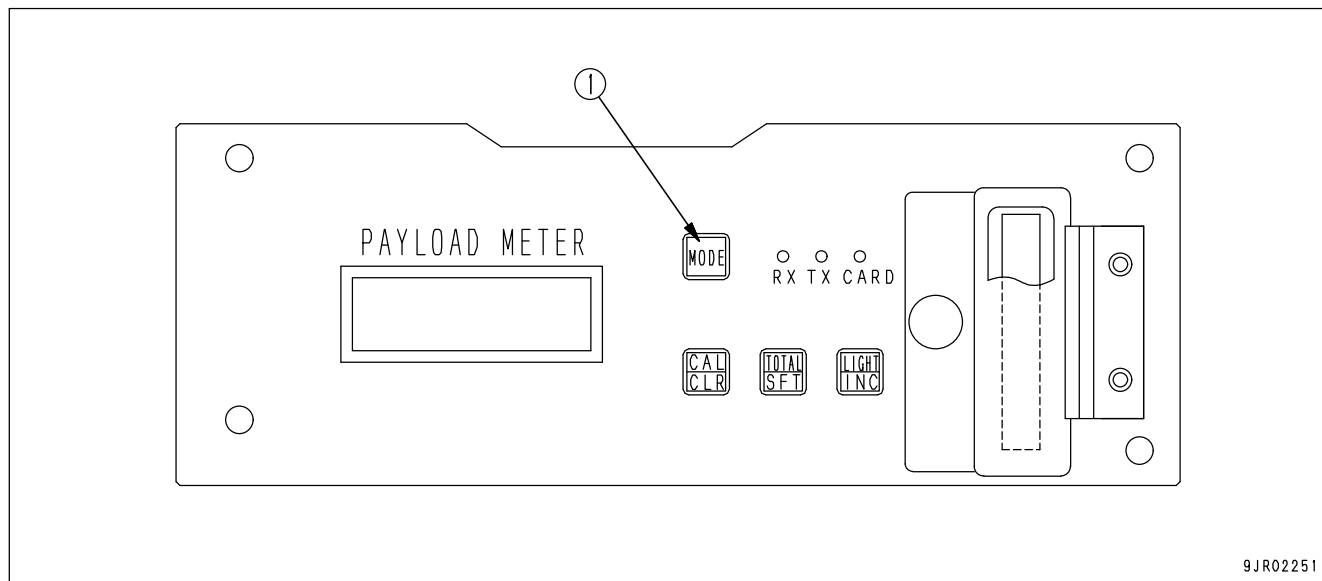 ①
PAYLOAD METER
MODE
RX TX CARD
CAL
CLR
TOTAL
SFT
LIGHT
INC
9JR02251